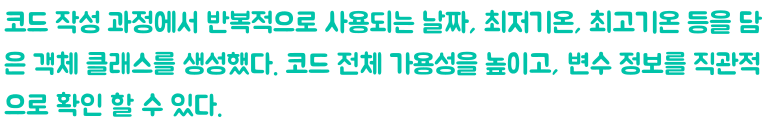 코드 작성 과정에서 반복적으로 사용되는 날짜, 최저기온, 최고기온 등을 담
은 객체 클래스를 생성했다. 코드 전체 가용성을 높이고, 변수 정보를 직관적
으로 확인 할 수 있다.